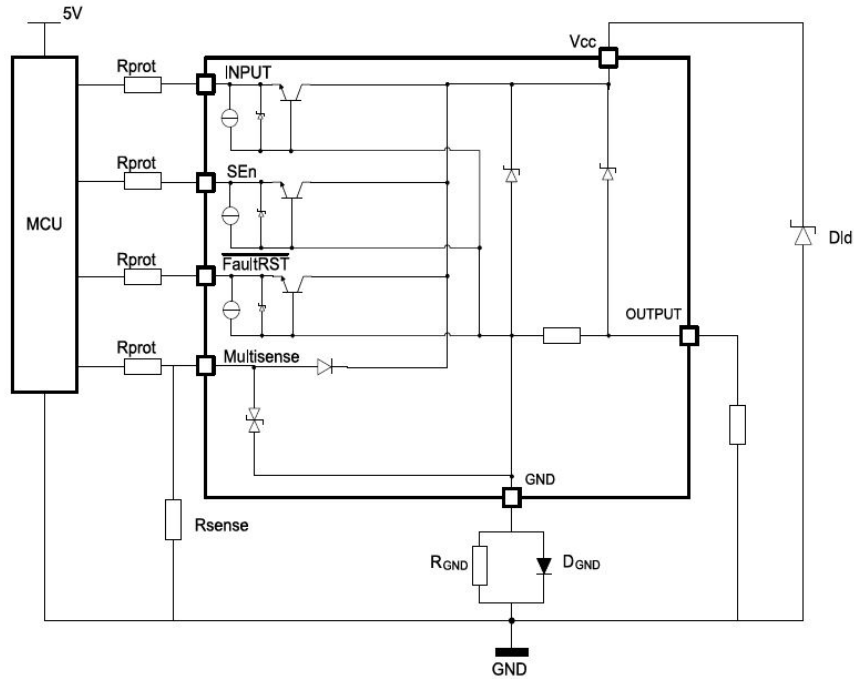 5V
Vcc
Rprot
INPUT
Rprot
SEn
MCU
Dld
Rprot
FaultRST
OUTPUT
Rprot
Multisense
GND
Rsense
RGND
DGND
GND